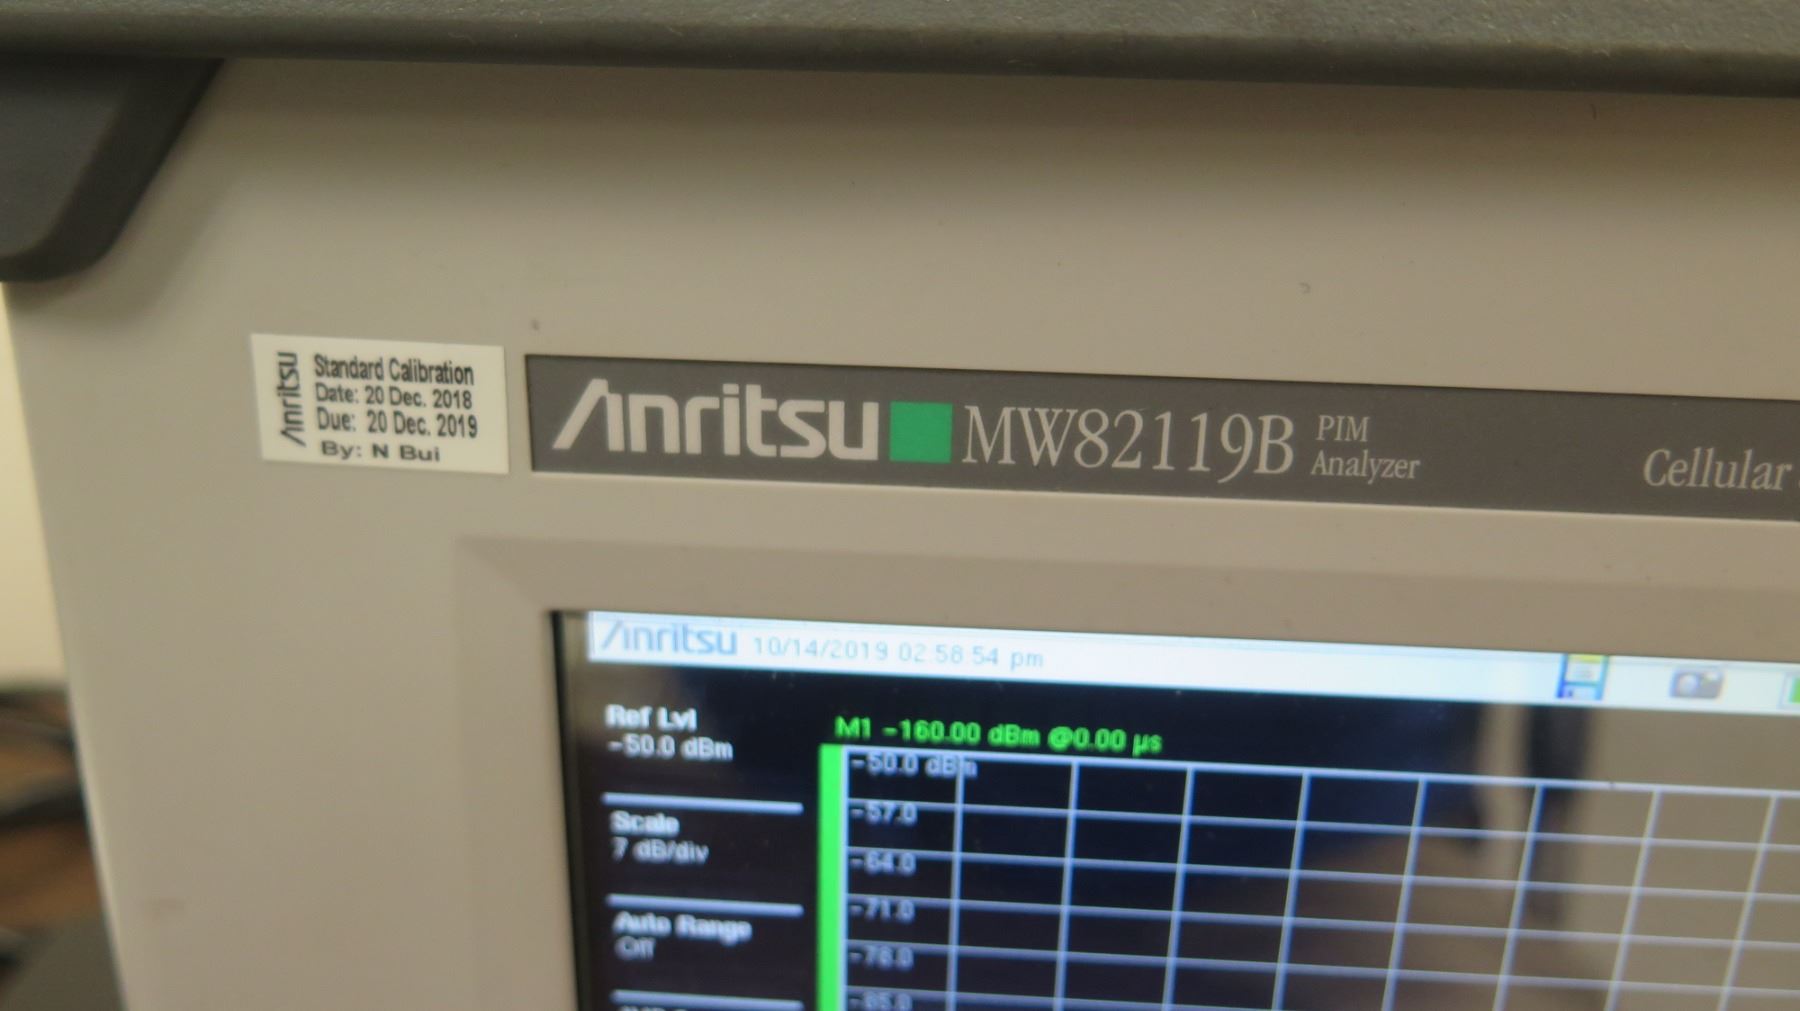 Anritsu
Standard Calibration
Date: 20 Dec. 2018
Due: 20 Dec. 2019
By: N Bui
Anritsu MW82119B PIM
Analyzer
Cellular
Anritsu 10/14/2019 02:58:54 pm
Ref Lvl
-50.0 dBm
M1 -160.00 dBm @0.00 µs
-50.0 dBm
-57.0
Scale
7 dB/div
-64.0
-71.0
Auto Range
Off
-78.0
-85.0